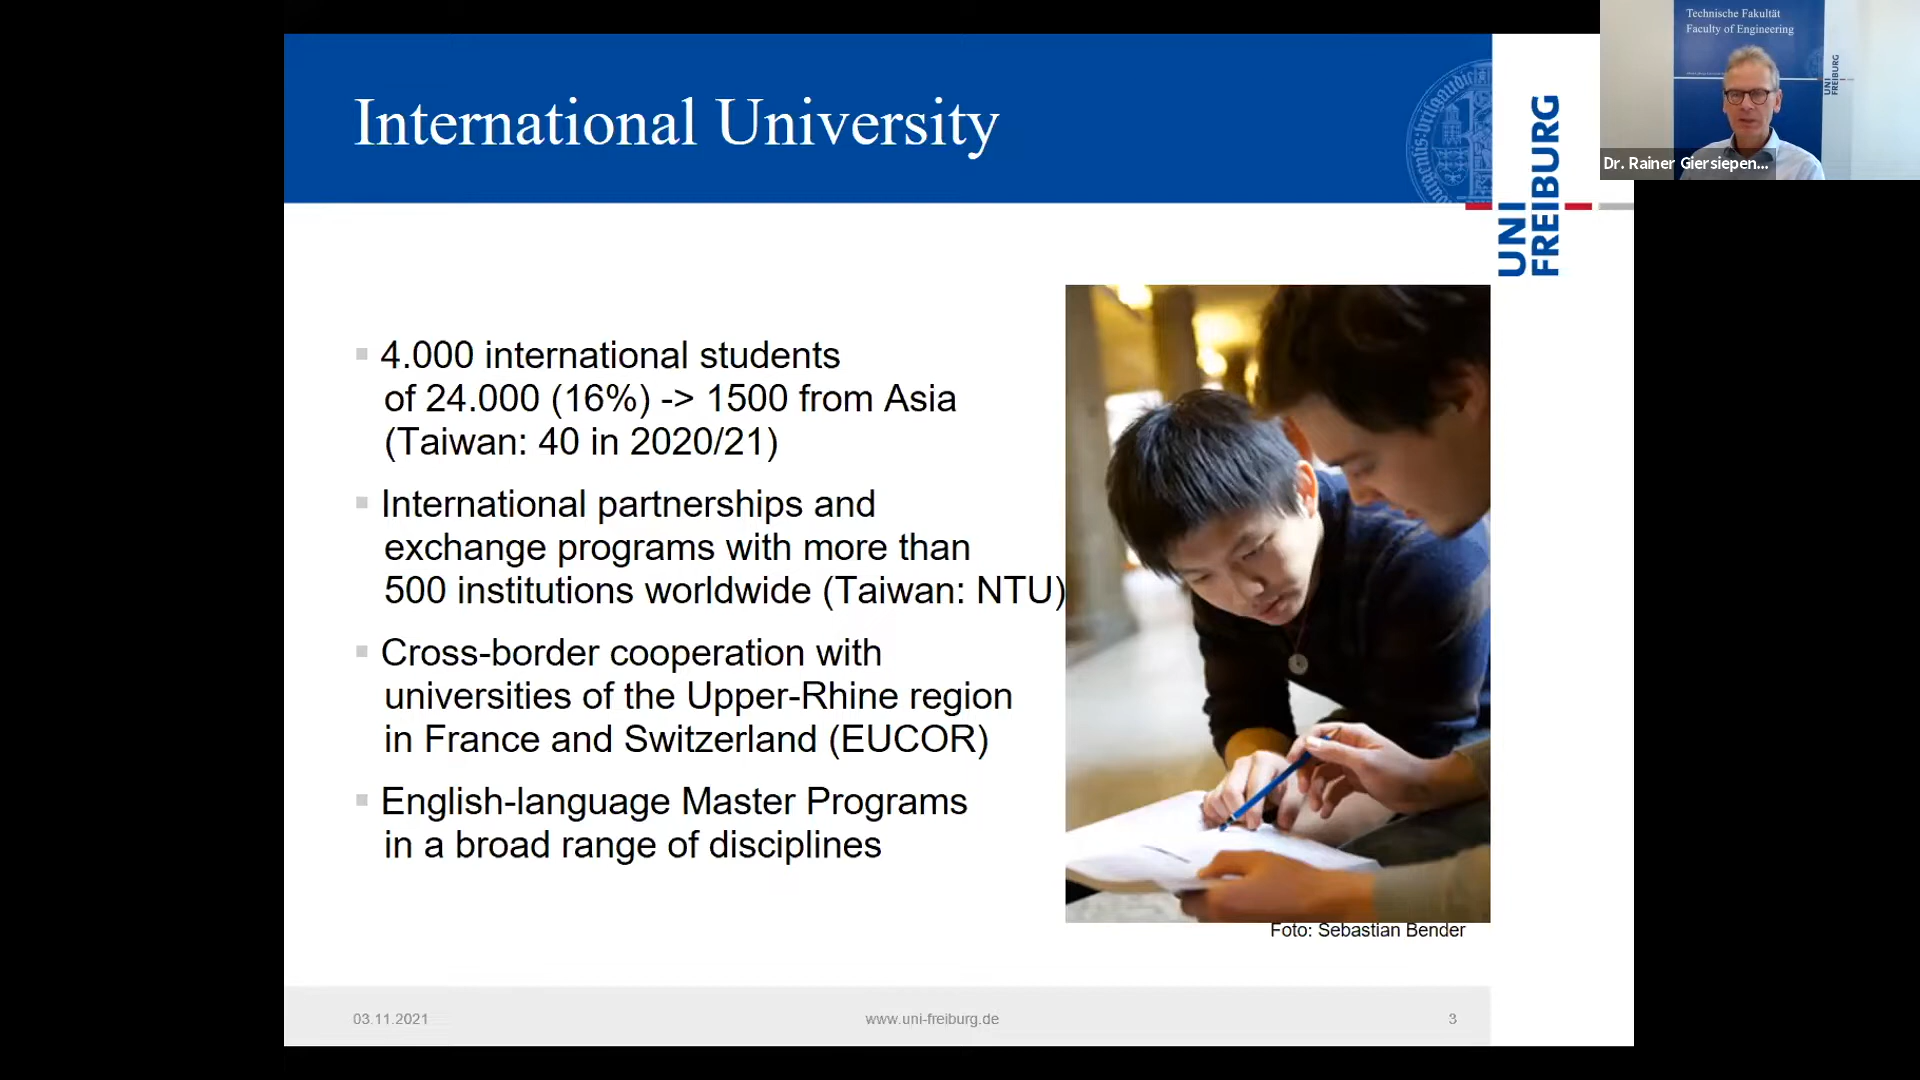 International University
UNI
FREIBURG
Technische Fakultät
Faculty of Engineering
UNI
FREIBURG
Dr. Rainer Giersiepen...
4.000 international students
of 24.000 (16%) -> 1500 from Asia
(Taiwan: 40 in 2020/21)
International partnerships and
exchange programs with more than
500 institutions worldwide (Taiwan: NTU)
Cross-border cooperation with
universities of the Upper-Rhine region
in France and Switzerland (EUCOR)
English-language Master Programs
in a broad range of disciplines
Foto: Sebastian Bender
03.11.2021
www.uni-freiburg.de
3